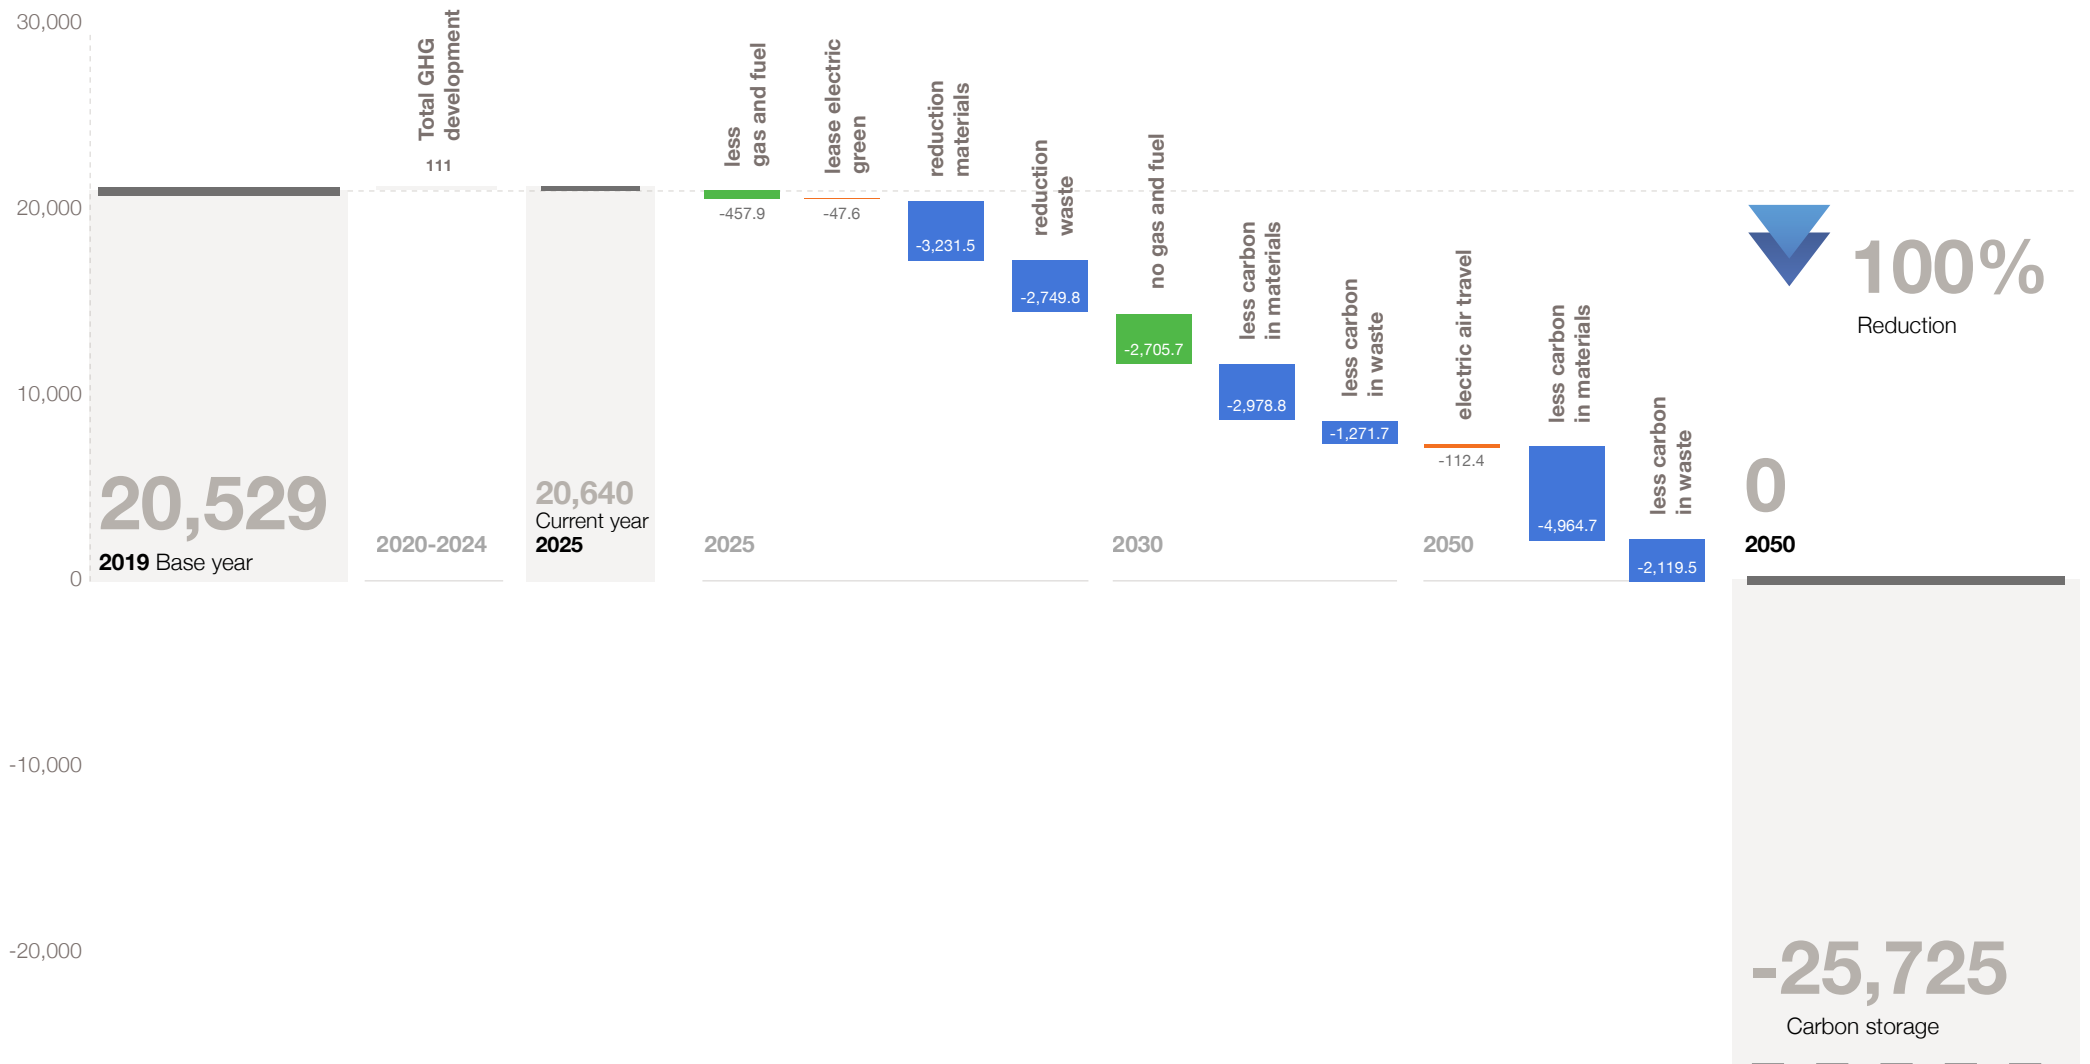 30,000
20,000
10,000
0
-10,000
-20,000
20,529
2019 Base year
Total GHG
development
111
2020-2024
20,640
Current year
2025
less
gas and fuel
-457.9
lease electric
green
-47.6
reduction
materials
-3,231.5
reduction
waste
-2,749.8
2025
no gas and fuel
-2,705.7
less carbon
in materials
-2,978.8
less carbon
in waste
-1,271.7
2030
electric air travel
-112.4
less carbon
in materials
-4,964.7
less carbon
in waste
-2,119.5
2050
100%
Reduction
0
2050
-25,725
Carbon storage